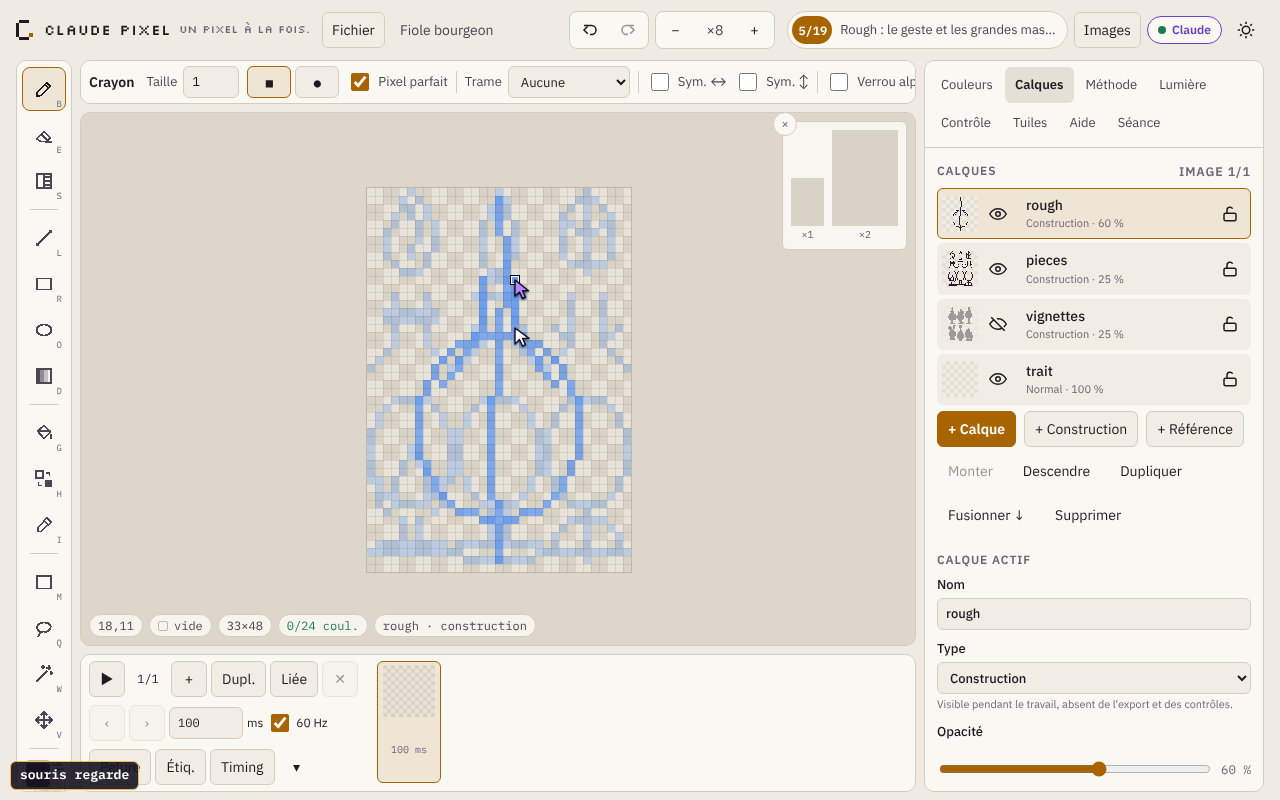 CLAUDE PIXEL UN PIXEL À LA FOIS. Fichier Fiole bourgeon − ×8 + 5/19 Rough : le geste et les grandes mas… Images Claude
B
E
S
L
R
O
D
G
H
I
M
Q
W
V
Crayon Taille 1 Pixel parfait Trame Aucune Sym. ↔ Sym. ↕ Verrou alp
×
×1 ×2
18,11 vide 33×48 0/24 coul. rough · construction
1/1 + Dupl. Liée ×
‹ › 100 ms 60 Hz
Étiq. Timing
100 ms
souris regarde
Couleurs Calques Méthode Lumière
Contrôle Tuiles Aide Séance
CALQUES IMAGE 1/1
rough
Construction · 60 %
pieces
Construction · 25 %
vignettes
Construction · 25 %
trait
Normal · 100 %
+ Calque + Construction + Référence
Monter Descendre Dupliquer
Fusionner ↓ Supprimer
CALQUE ACTIF
Nom
rough
Type
Construction
Visible pendant le travail, absent de l'export et des contrôles.
Opacité
60 %